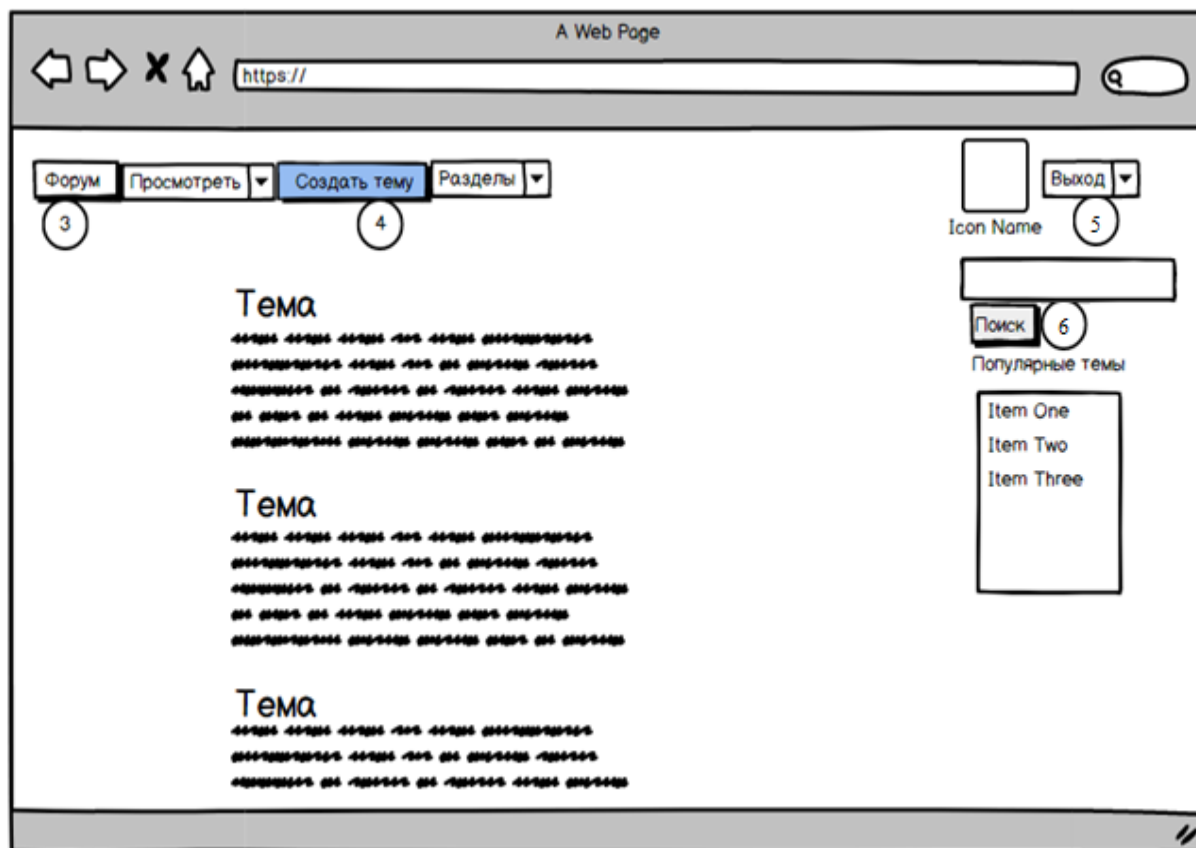 A Web Page
https://
Форум Просмотреть Создать тему Разделы
3 4
Выход
Icon Name 5
Поиск 6
Популярные темы
Item One
Item Two
Item Three
Тема
Тема
Тема